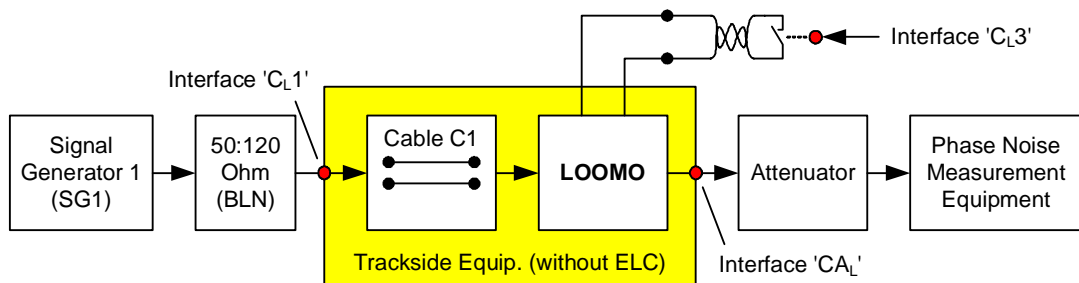 Interface 'CL3'
Interface 'CL1'
Signal
Generator 1
(SG1)
50:120
Ohm
(BLN)
Cable C1
LOOMO
Attenuator
Phase Noise
Measurement
Equipment
Trackside Equip. (without ELC)
Interface 'CAL'